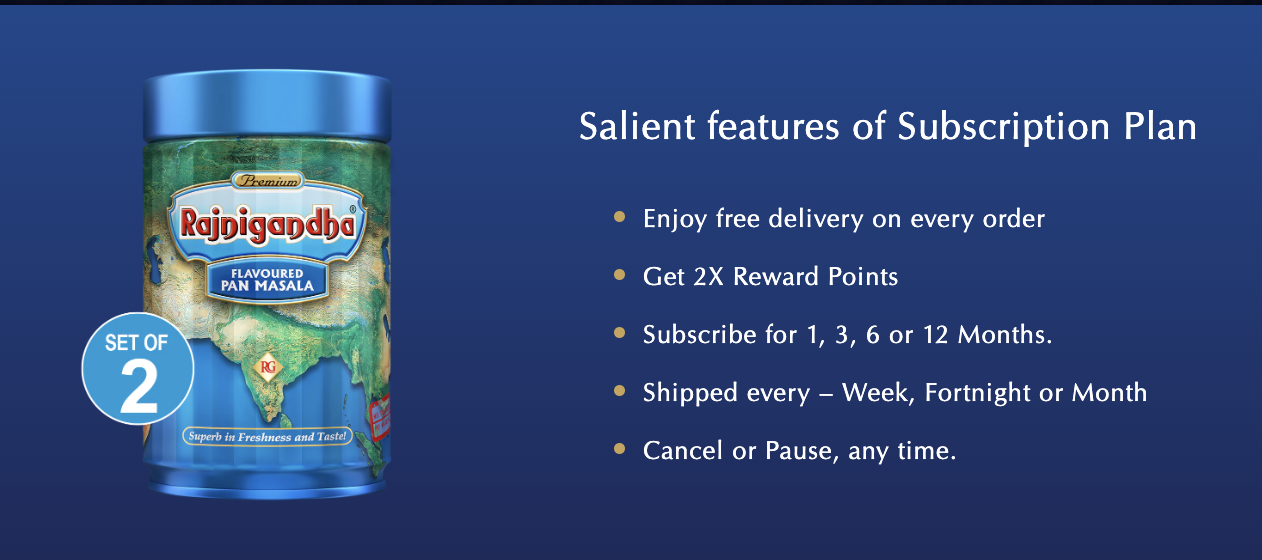 Premium
Rajnigandha®
FLAVOURED
PAN MASALA
SET OF
2
RG
Superb in Freshness and Taste!
Salient features of Subscription Plan
Enjoy free delivery on every order
Get 2X Reward Points
Subscribe for 1, 3, 6 or 12 Months.
Shipped every – Week, Fortnight or Month
Cancel or Pause, any time.